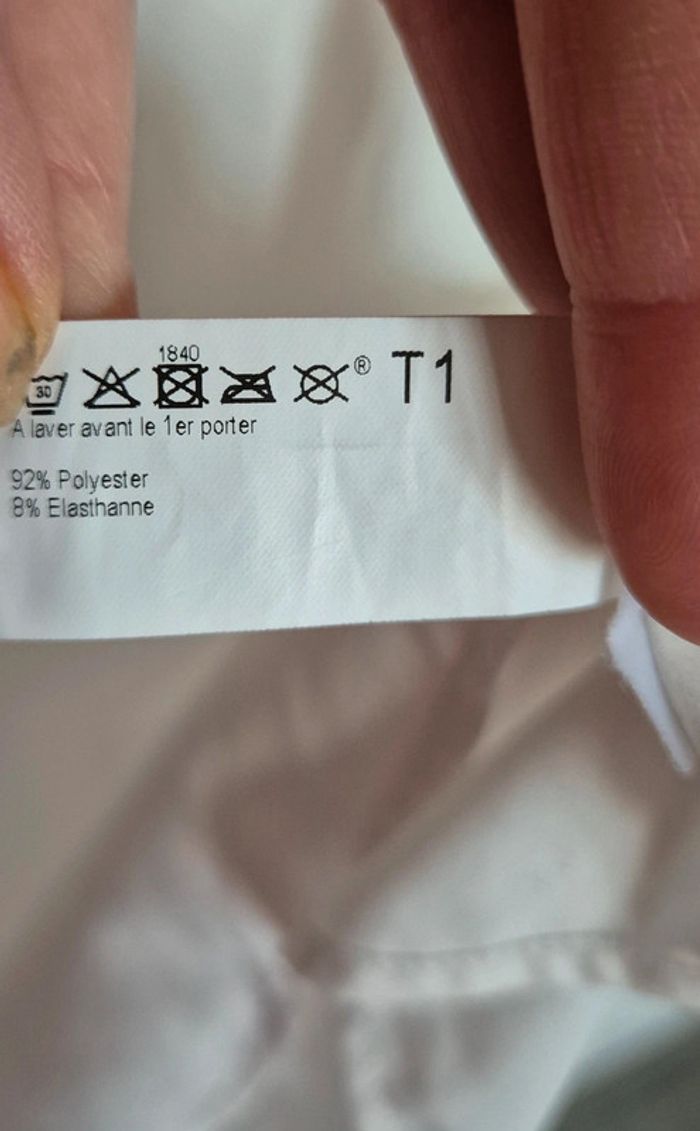 1840
30 ® T1
A laver avant le 1er porter
92% Polyester
8% Elasthanne